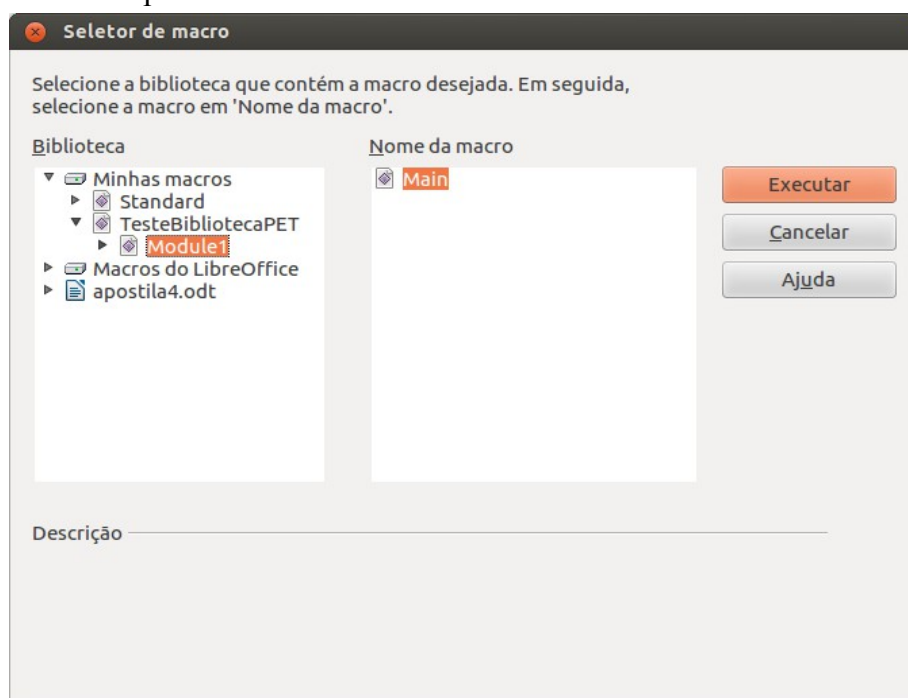 Seletor de macro
Selecione a biblioteca que contém a macro desejada. Em seguida,
selecione a macro em 'Nome da macro'.
Biblioteca
Minhas macros
Standard
TesteBibliotecaPET
Module1
Macros do LibreOffice
apostila4.odt
Nome da macro
Main
Executar
Cancelar
Ajuda
Descrição